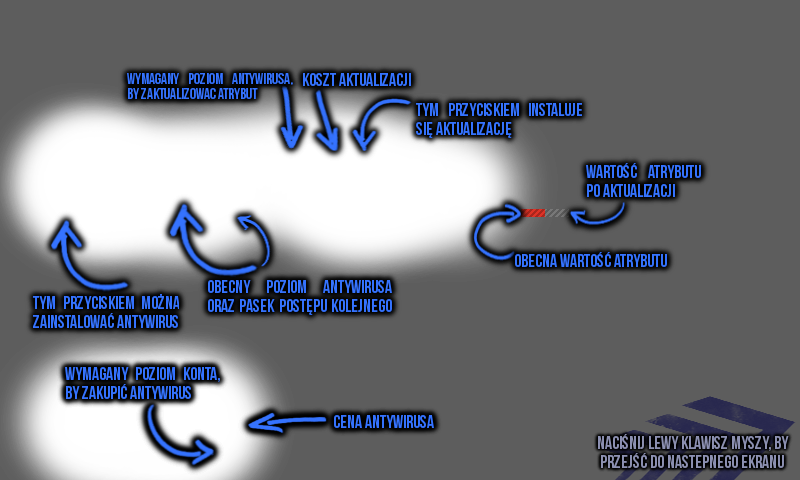 WYMAGANY POZIOM ANTYWIRUSA,
BY ZAKTUALIZOWAC ATRYBUT
KOSZT AKTUALIZACJI
TYM PRZYCISKIEM INSTALUJE
SIĘ AKTUALIZACJĘ
WARTOŚĆ ATRYBUTU
PO AKTUALIZACJI
OBECNA WARTOŚĆ ATRYBUTU
OBECNY POZIOM ANTYWIRUSA
ORAZ PASEK POSTĘPU KOLEJNEGO
TYM PRZYCISKIEM MOŻNA
ZAINSTALOWAĆ ANTYWIRUS
WYMAGANY POZIOM KONTA,
BY ZAKUPIĆ ANTYWIRUS
CENA ANTYWIRUSA
NACIŚNIJ LEWY KLAWISZ MYSZY, BY
PRZEJŚĆ DO NASTEPNEGO EKRANU